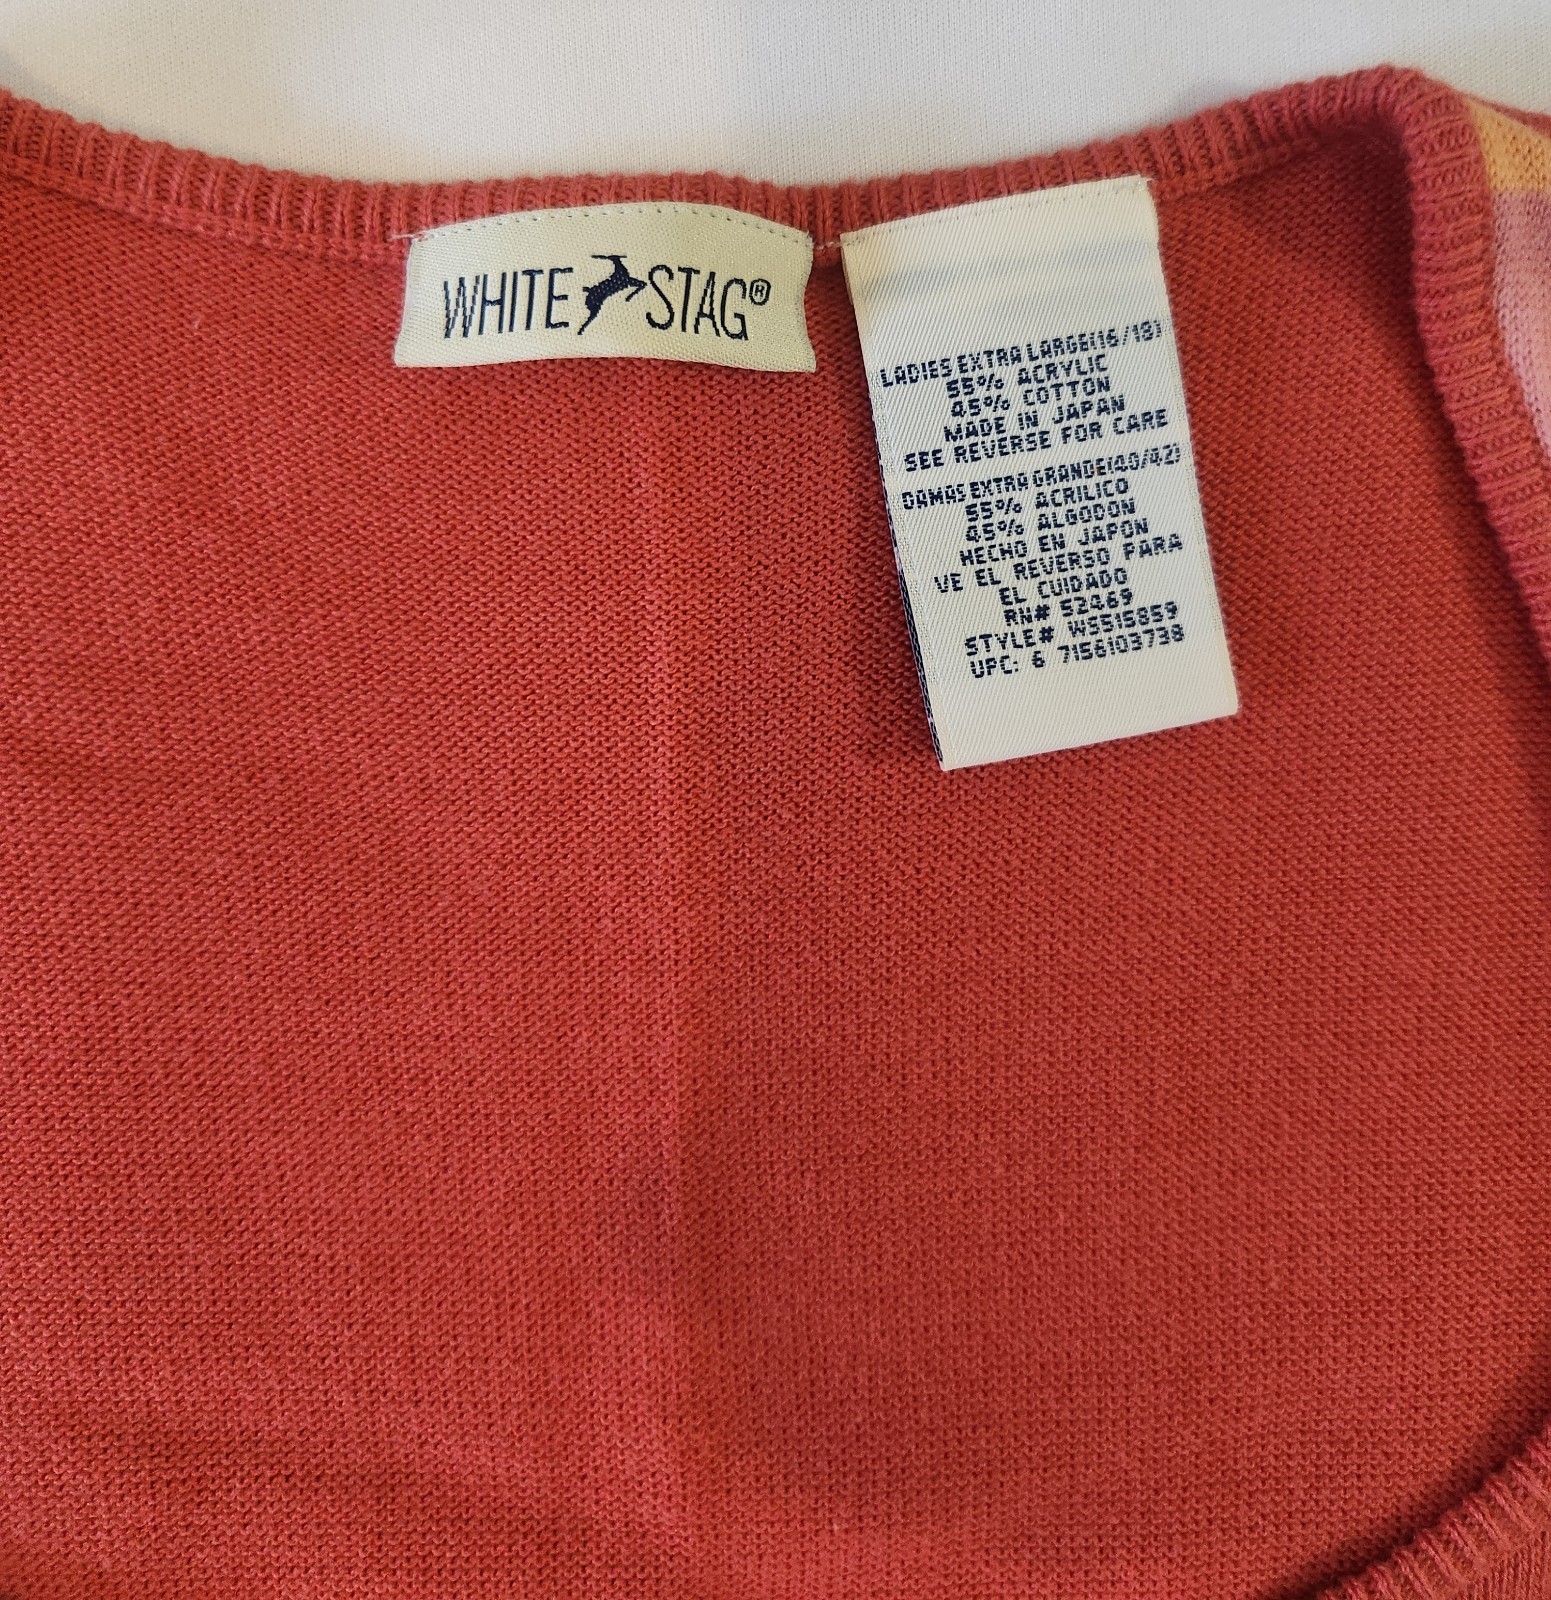 WHITE STAG®
LADIES EXTRA LARGE(16/18)
55% ACRYLIC
45% COTTON
MADE IN JAPAN
SEE REVERSE FOR CARE
DAMAS EXTRA GRANDE(40/42)
55% ACRILICO
45% ALGODON
HECHO EN JAPON
VE EL REVERSO PARA
EL CUIDADO
RN# 52469
STYLE# WS515859
UPC: 6 7156103738